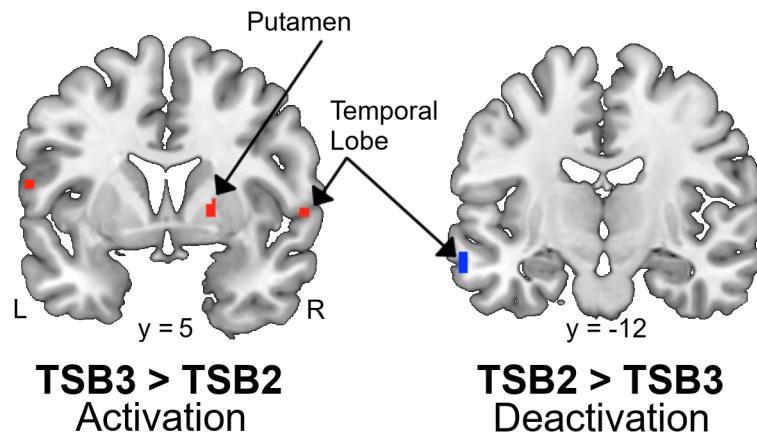 Putamen
Temporal
Lobe
L
R
y = 5
y = -12
TSB3 > TSB2
Activation
TSB2 > TSB3
Deactivation